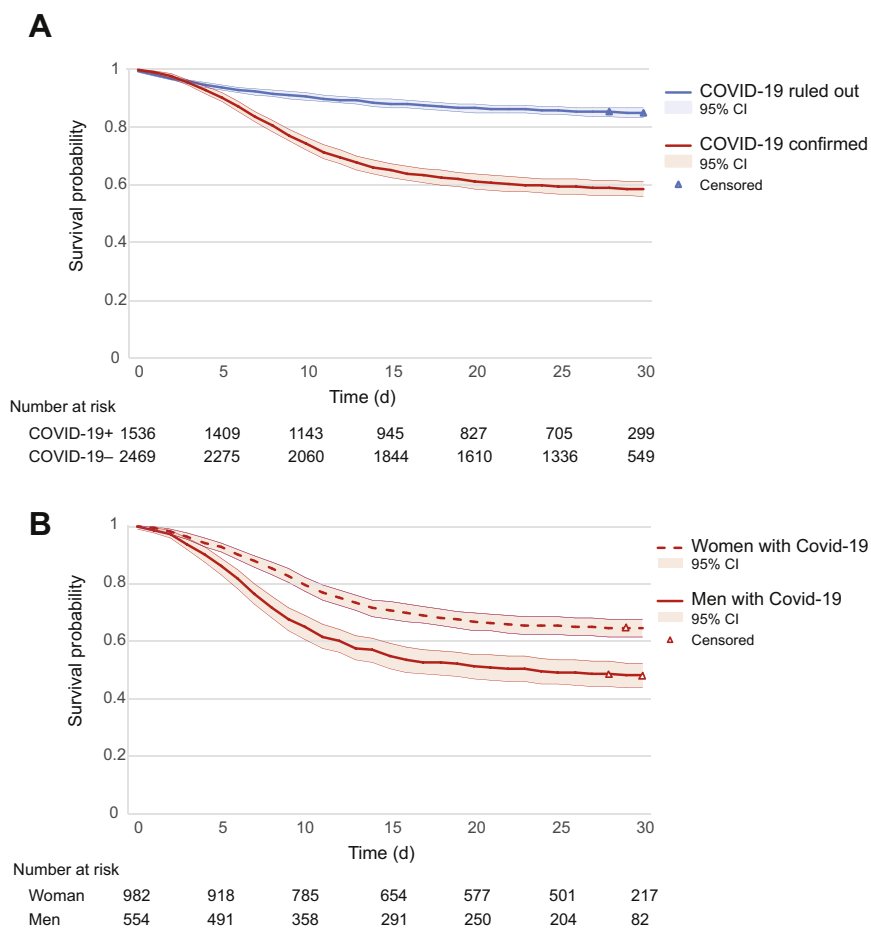 A
1
0.8
0.6
0.4
0.2
0
Survival probability
0 5 10 15 20 25 30
Time (d)
COVID-19 ruled out
95% CI
COVID-19 confirmed
95% CI
Censored
Number at risk
COVID-19+ 1536 1409 1143 945 827 705 299
COVID-19– 2469 2275 2060 1844 1610 1336 549
B
1
0.8
0.6
0.4
0.2
0
Survival probability
0 5 10 15 20 25 30
Time (d)
Women with Covid-19
95% CI
Men with Covid-19
95% CI
Censored
Number at risk
Woman 982 918 785 654 577 501 217
Men 554 491 358 291 250 204 82